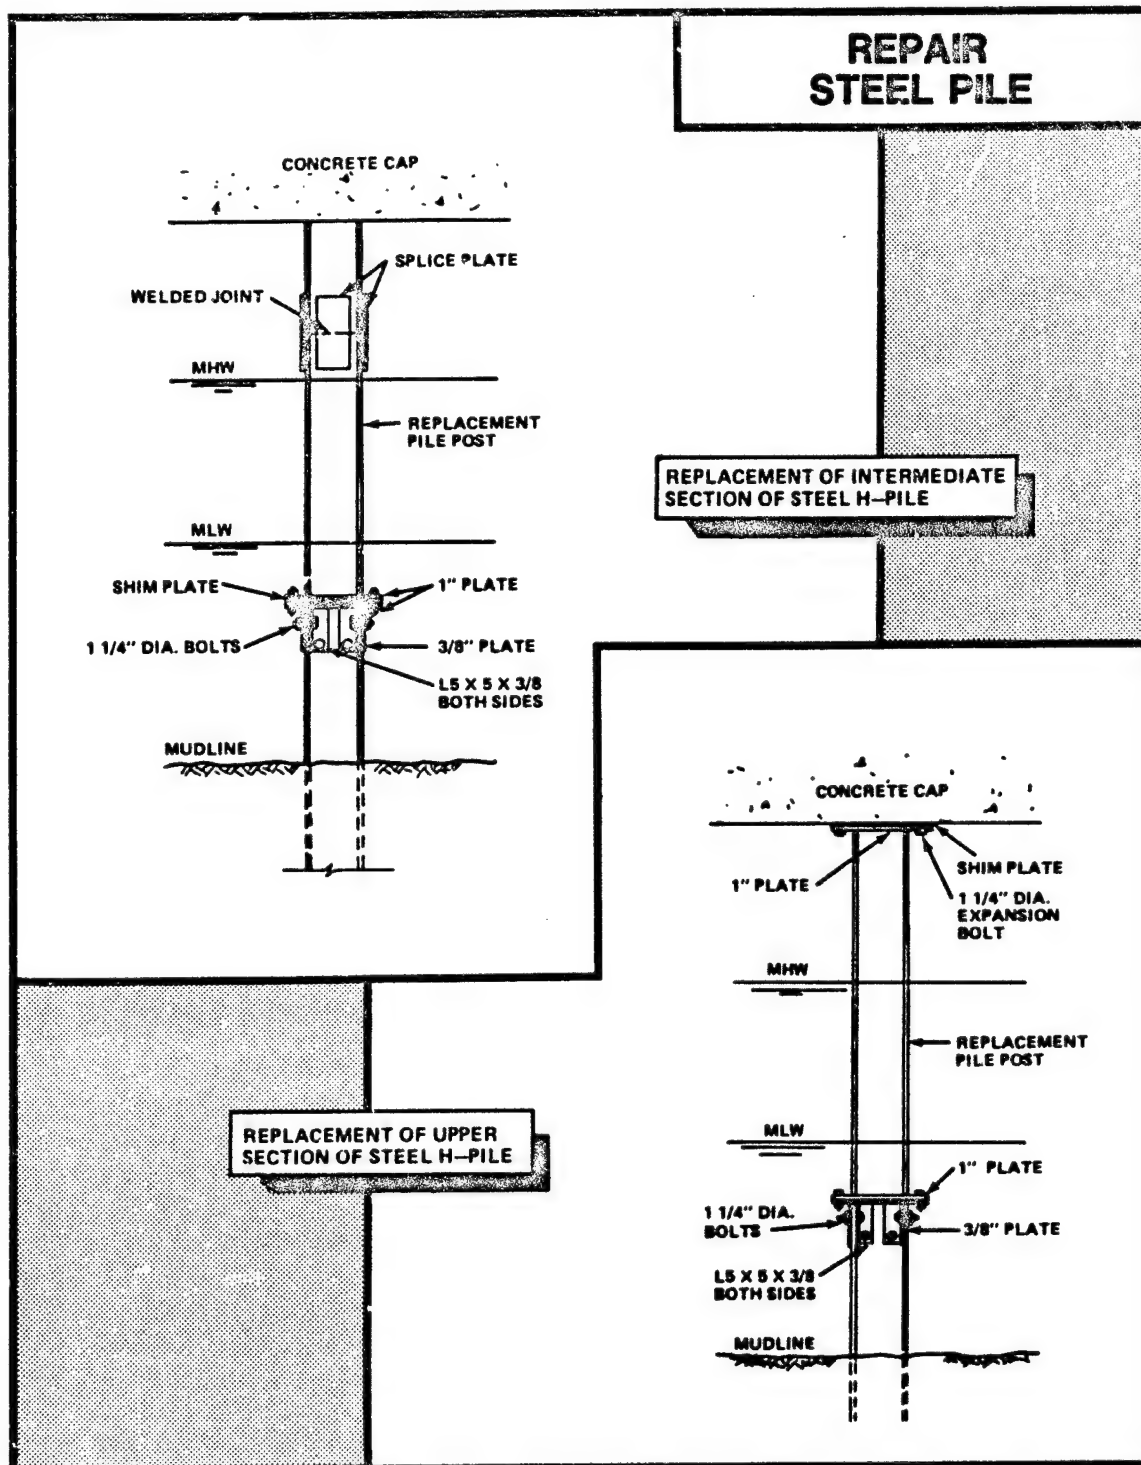 REPAIR
STEEL PILE
CONCRETE CAP
SPLICE PLATE
WELDED JOINT
MHW
REPLACEMENT
PILE POST
REPLACEMENT OF INTERMEDIATE
SECTION OF STEEL H-PILE
MLW
SHIM PLATE
1" PLATE
1 1/4" DIA. BOLTS
3/8" PLATE
L5 X 5 X 3/8
BOTH SIDES
MUDLINE
CONCRETE CAP
SHIM PLATE
1" PLATE
1 1/4" DIA.
EXPANSION
BOLT
MHW
REPLACEMENT
PILE POST
REPLACEMENT OF UPPER
SECTION OF STEEL H-PILE
MLW
1" PLATE
1 1/4" DIA.
BOLTS
3/8" PLATE
L5 X 5 X 3/8
BOTH SIDES
MUDLINE